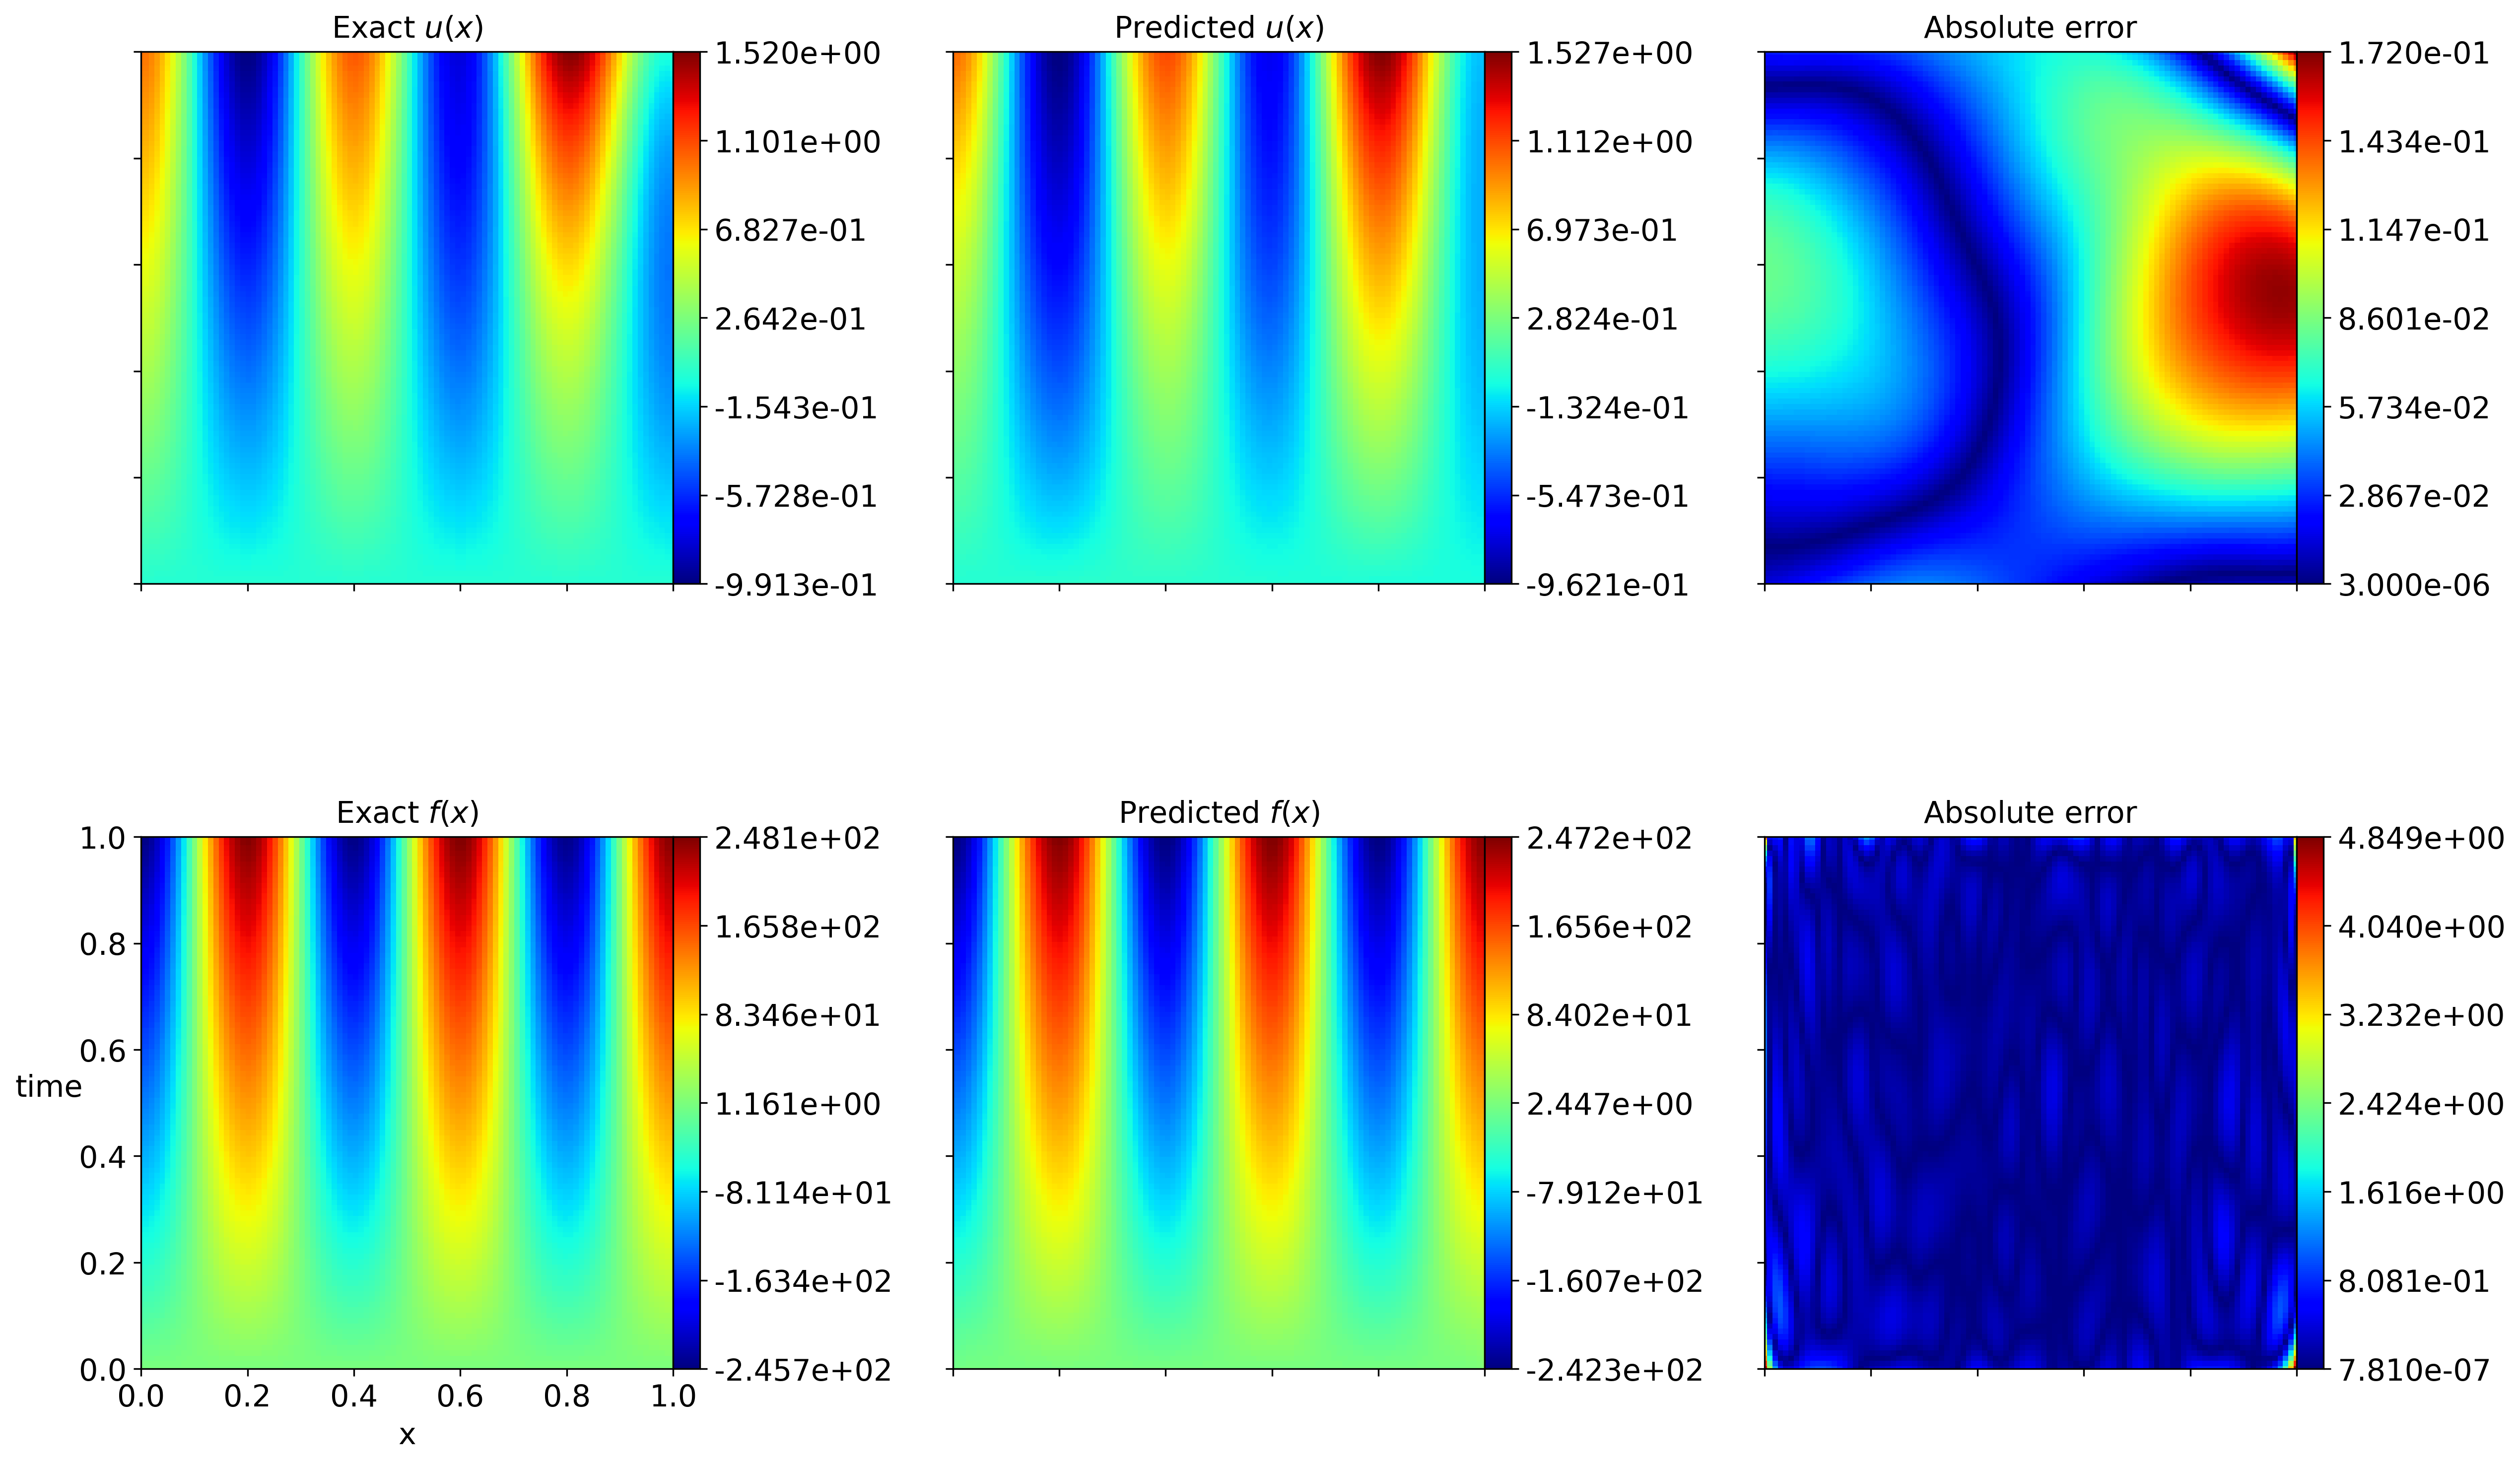 Exact u(x)
1.520e+00
1.101e+00
6.827e-01
2.642e-01
-1.543e-01
-5.728e-01
-9.913e-01
Predicted u(x)
1.527e+00
1.112e+00
6.973e-01
2.824e-01
-1.324e-01
-5.473e-01
-9.621e-01
Absolute error
1.720e-01
1.434e-01
1.147e-01
8.601e-02
5.734e-02
2.867e-02
3.000e-06
Exact f(x)
time
1.0
0.8
0.6
0.4
0.2
0.0
0.0 0.2 0.4 0.6 0.8 1.0
x
2.481e+02
1.658e+02
8.346e+01
1.161e+00
-8.114e+01
-1.634e+02
-2.457e+02
Predicted f(x)
2.472e+02
1.656e+02
8.402e+01
2.447e+00
-7.912e+01
-1.607e+02
-2.423e+02
Absolute error
4.849e+00
4.040e+00
3.232e+00
2.424e+00
1.616e+00
8.081e-01
7.810e-07